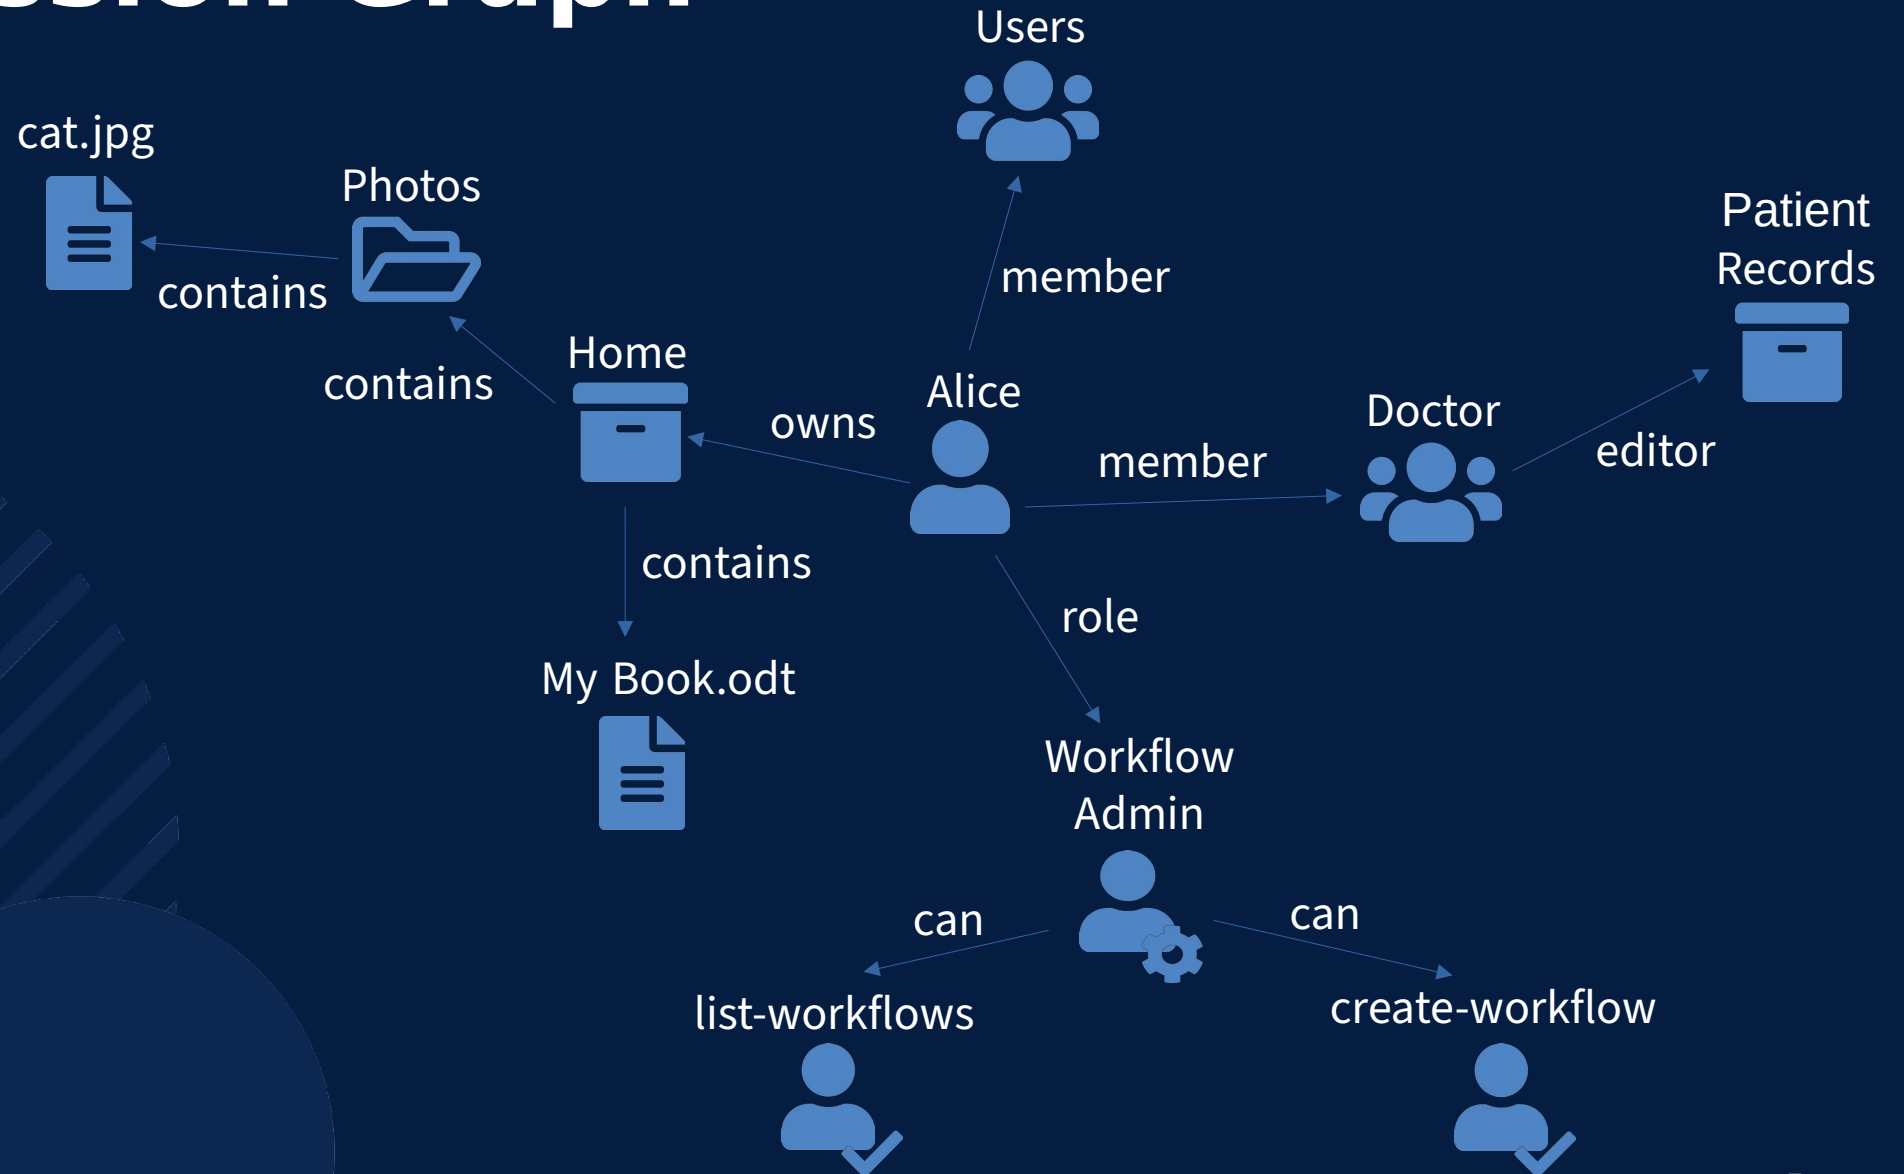 Graph
Users
cat.jpg
Photos
Patient
Records
contains
member
Home
contains
Alice
owns
Doctor
member
editor
contains
role
My Book.odt
Workflow
Admin
can
can
list-workflows
create-workflow